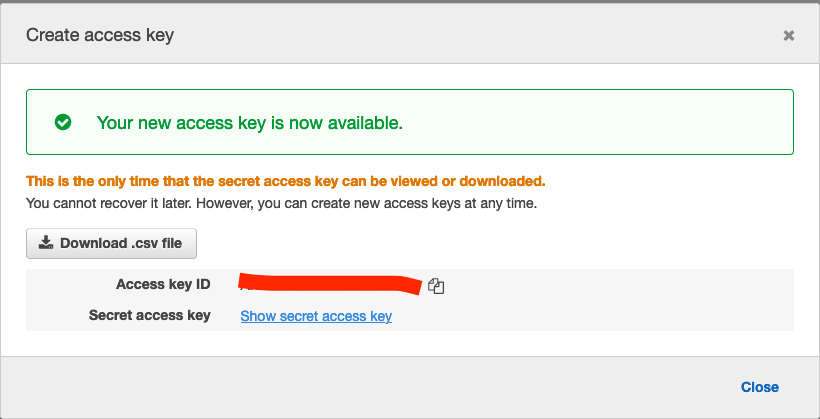 Create access key
Your new access key is now available.
This is the only time that the secret access key can be viewed or downloaded.
You cannot recover it later. However, you can create new access keys at any time.
Download .csv file
Access key ID
Secret access key Show secret access key
Close